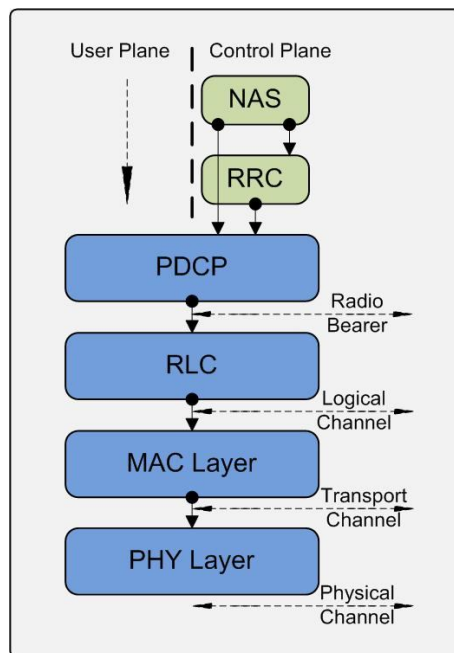 User Plane
Control Plane
NAS
RRC
PDCP
Radio
Bearer
RLC
Logical
Channel
MAC Layer
Transport
Channel
PHY Layer
Physical
Channel